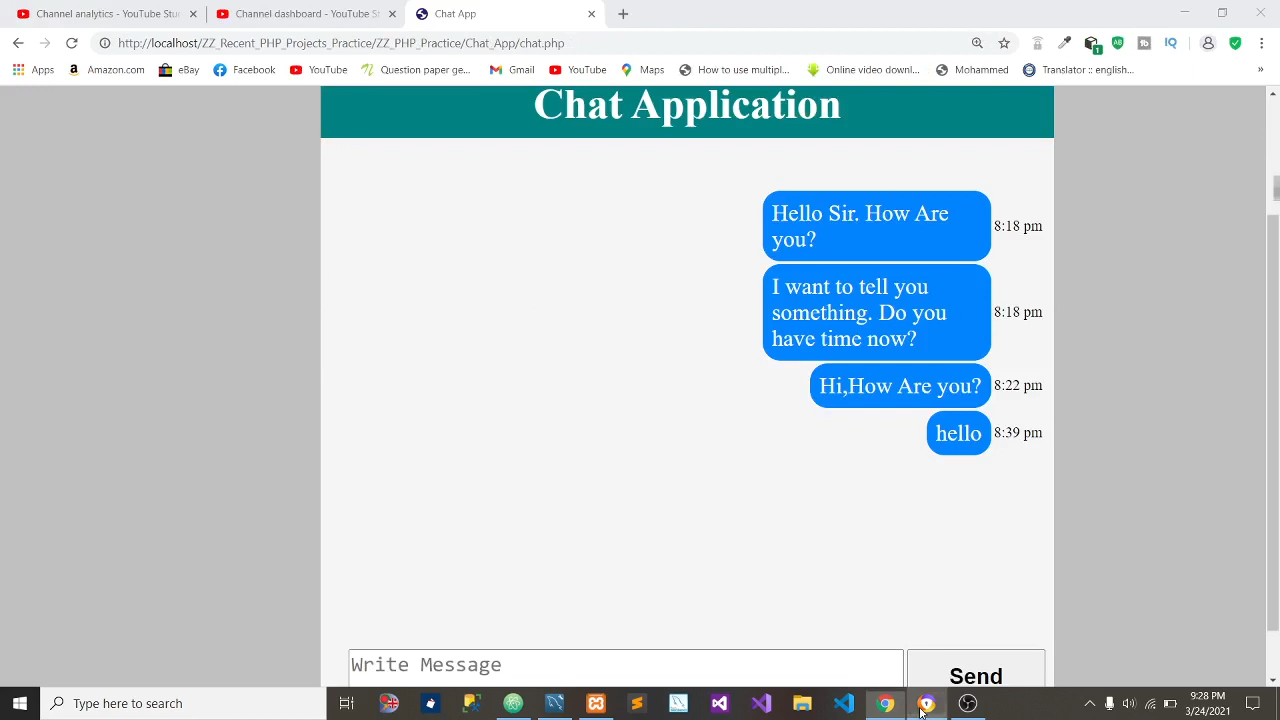 Channel analytics - YouTube Stu
Channel dashboard - YouTube St
Chat App
http://localhost/ZZ_Recent_PHP_Projects_Practice/ZZ_PHP_Practice/Chat_App/chat.php
Apps
Amazon.com
eBay
Facebook
YouTube
Question paper ge...
Gmail
YouTube
Maps
How to use multipl...
Online video downl...
Mohammed
Translator :: english...
Chat Application
Hello Sir. How Are
you?
8:18 pm
I want to tell you
something. Do you
have time now?
8:18 pm
Hi,How Are you?
8:22 pm
hello
8:39 pm
Write Message
Send
Type here to search
9:28 PM
3/24/2021